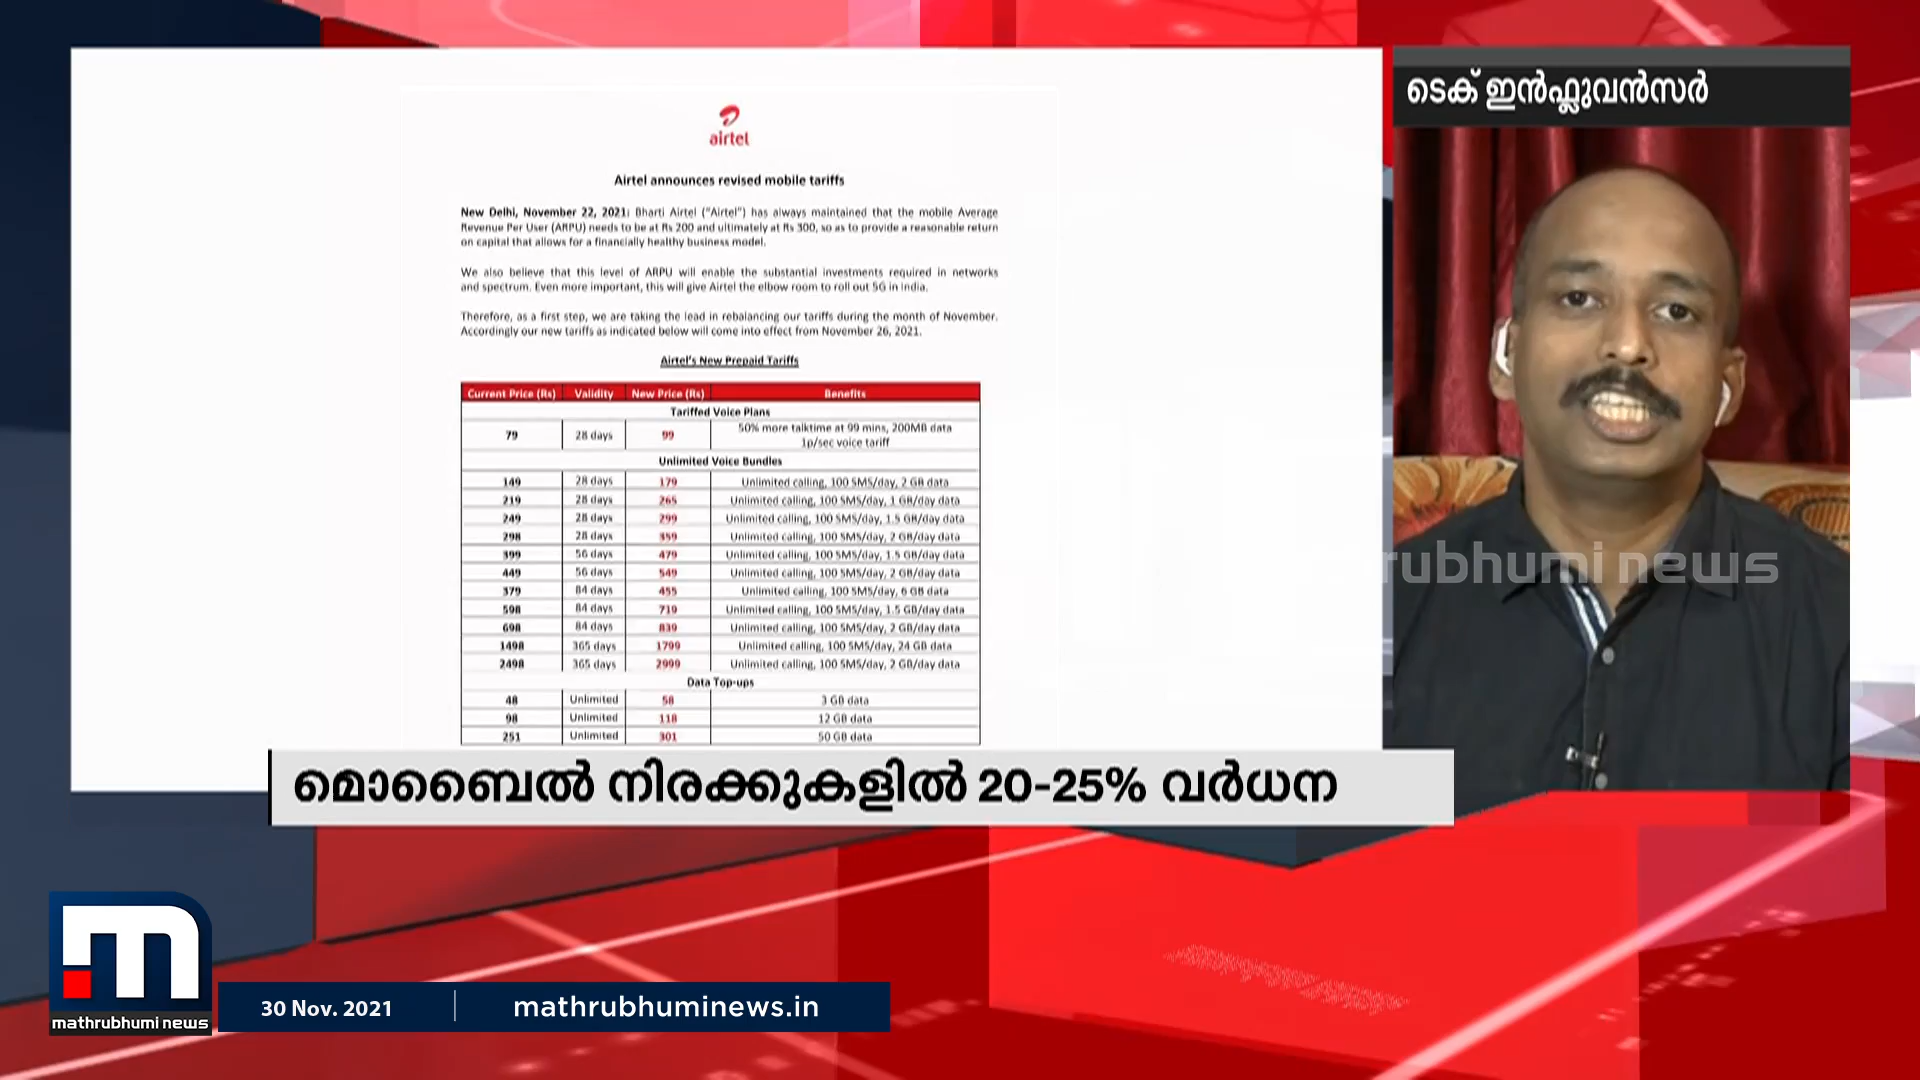 airtel
Airtel announces revised mobile tariffs
New Delhi, November 22, 2021: Bharti Airtel ("Airtel") has always maintained that the mobile Average
Revenue Per User (ARPU) needs to be at Rs 200 and ultimately at Rs 300, so as to provide a reasonable return
on capital that allows for a financially healthy business model.
We also believe that this level of ARPU will enable the substantial investments required in networks
and spectrum. Even more important, this will give Airtel the elbow room to roll out 5G in India.
Therefore, as a first step, we are taking the lead in rebalancing our tariffs during the month of November.
Accordingly our new tariffs as indicated below will come into effect from November 26, 2021.
Airtel's New Prepaid Tariffs
Current Price (Rs) Validity New Price (Rs) Benefits
Tariffed Voice Plans
79 28 days 99 50% more talktime at 99 mins, 200MB data
1p/sec voice tariff
Unlimited Voice Bundles
149 28 days 179 Unlimited calling, 100 SMS/day, 2 GB data
219 28 days 265 Unlimited calling, 100 SMS/day, 1 GB/day data
249 28 days 299 Unlimited calling, 100 SMS/day, 1.5 GB/day data
298 28 days 359 Unlimited calling, 100 SMS/day, 2 GB/day data
399 56 days 479 Unlimited calling, 100 SMS/day, 1.5 GB/day data
449 56 days 549 Unlimited calling, 100 SMS/day, 2 GB/day data
379 84 days 455 Unlimited calling, 100 SMS/day, 6 GB data
598 84 days 719 Unlimited calling, 100 SMS/day, 1.5 GB/day data
698 84 days 839 Unlimited calling, 100 SMS/day, 2 GB/day data
1498 365 days 1799 Unlimited calling, 100 SMS/day, 24 GB data
2498 365 days 2999 Unlimited calling, 100 SMS/day, 2 GB/day data
Data Top-ups
48 Unlimited 58 3 GB data
98 Unlimited 118 12 GB data
251 Unlimited 301 50 GB data
ടെക് ഇൻഫ്ലുവൻസർ
rubhumi news
മൊബൈൽ നിരക്കുകളിൽ 20-25% വർധന
mathrubhumi news
30 Nov. 2021
mathrubhuminews.in